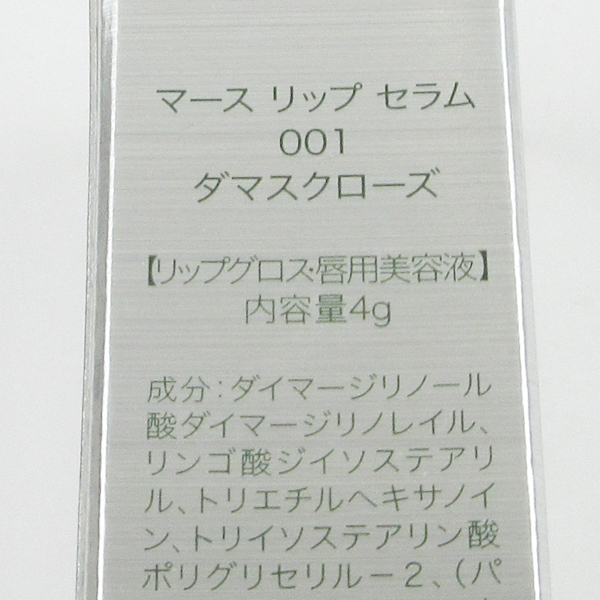 マース リップ セラム
001
ダマスクローズ
【リップグロス・唇用美容液】
内容量4g
成分:ダイマージリノール
酸ダイマージリノレイル、
リンゴ酸ジイソステアリ
ル、トリエチルヘキサノイ
ン、トリイソステアリン酸
ポリグリセリル－2、(パ